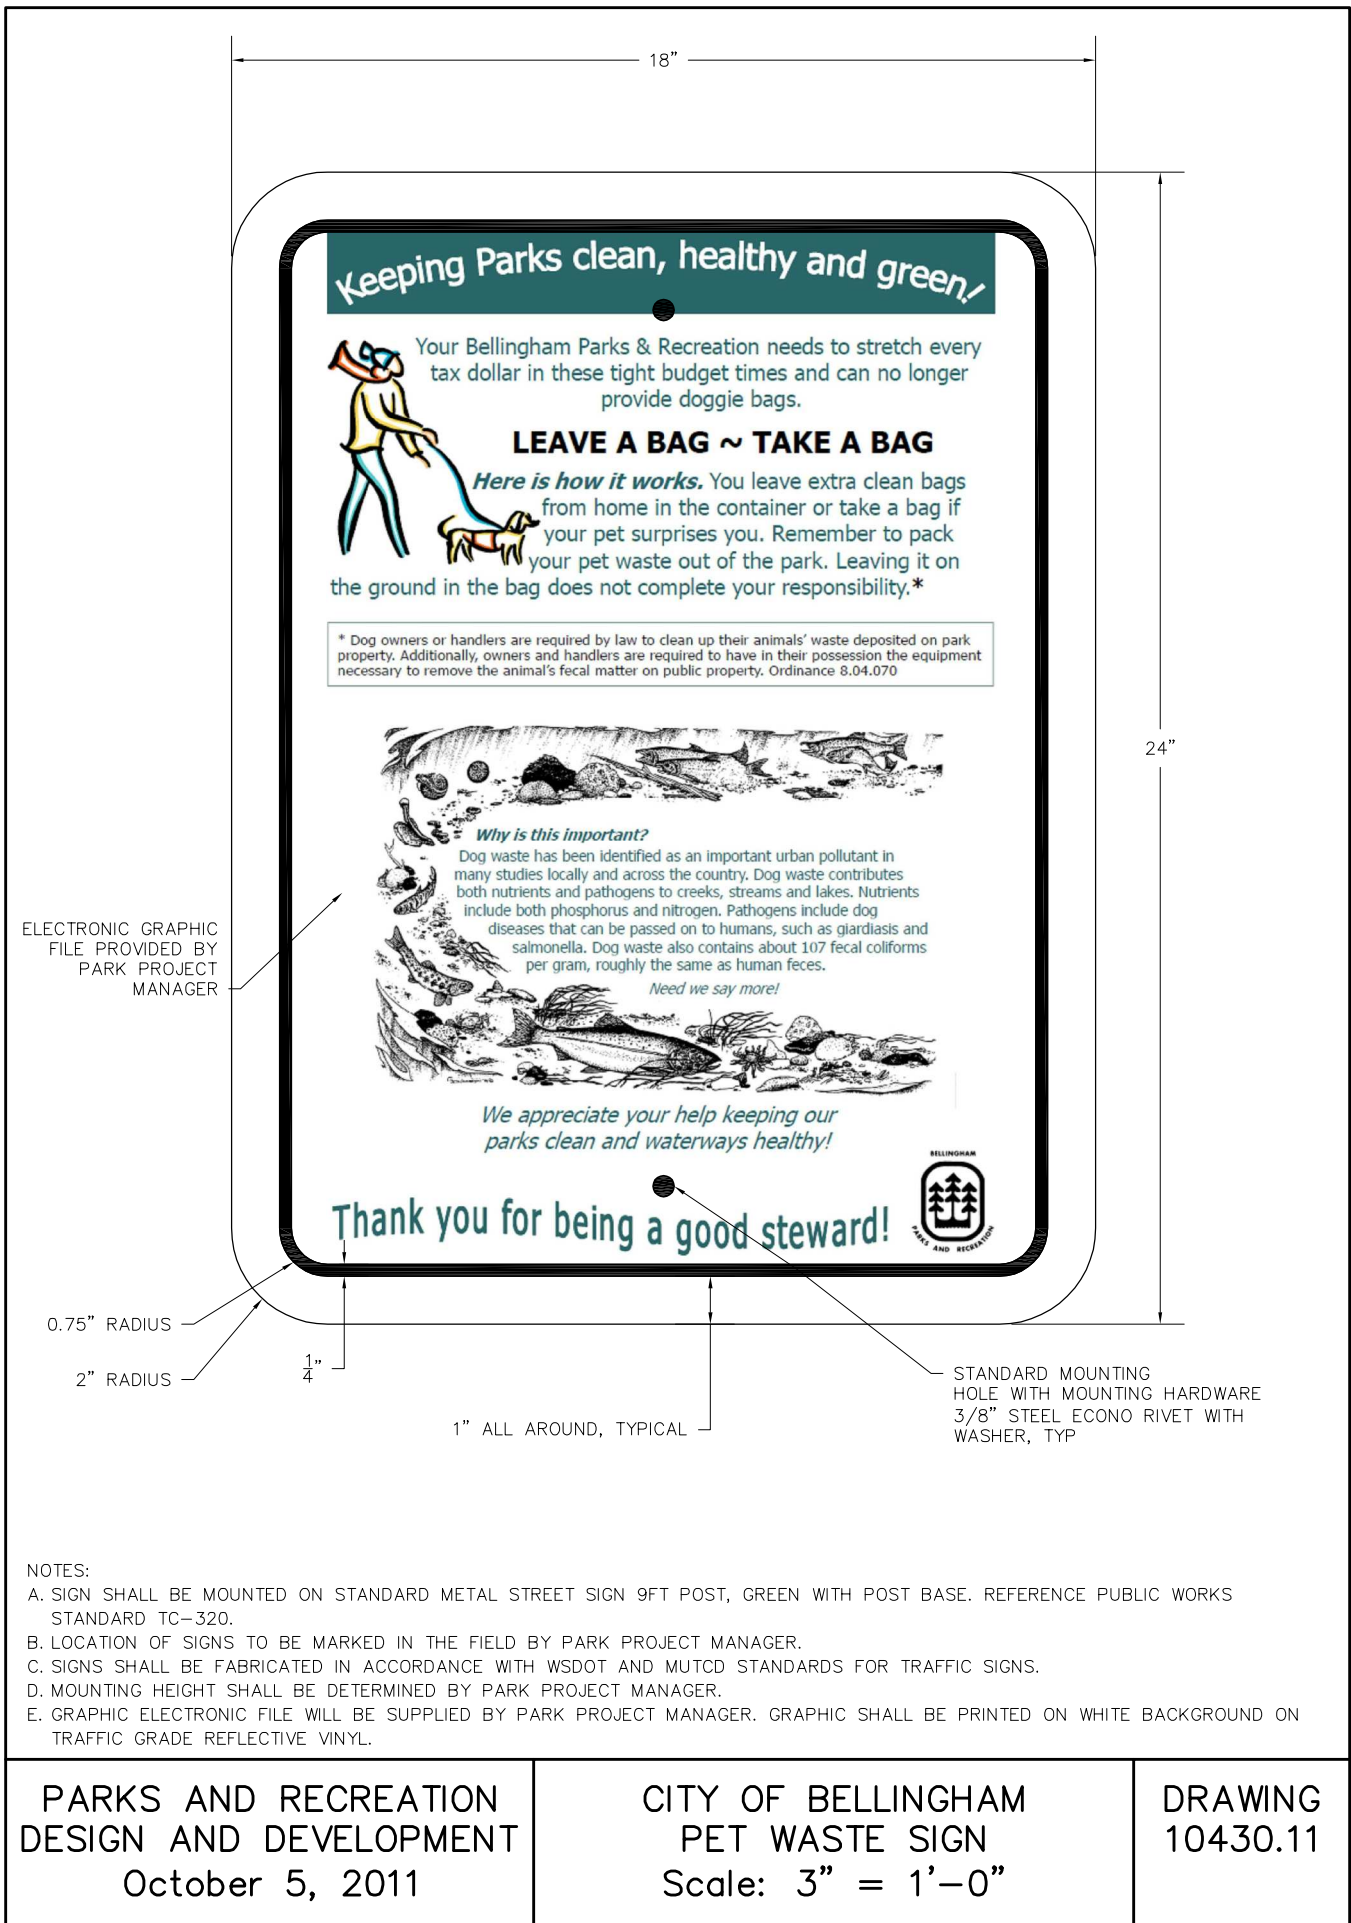 18"
Keeping Parks clean, healthy and green!
Your Bellingham Parks & Recreation needs to stretch every
tax dollar in these tight budget times and can no longer
provide doggie bags.
LEAVE A BAG ~ TAKE A BAG
Here is how it works. You leave extra clean bags
from home in the container or take a bag if
your pet surprises you. Remember to pack
your pet waste out of the park. Leaving it on
the ground in the bag does not complete your responsibility.*
* Dog owners or handlers are required by law to clean up their animals' waste deposited on park
property. Additionally, owners and handlers are required to have in their possession the equipment
necessary to remove the animal's fecal matter on public property. Ordinance 8.04.070
24"
Why is this important?
Dog waste has been identified as an important urban pollutant in
many studies locally and across the country. Dog waste contributes
both nutrients and pathogens to creeks, streams and lakes. Nutrients
include both phosphorus and nitrogen. Pathogens include dog
diseases that can be passed on to humans, such as giardiasis and
salmonella. Dog waste also contains about 107 fecal coliforms
per gram, roughly the same as human feces.
Need we say more!
ELECTRONIC GRAPHIC
FILE PROVIDED BY
PARK PROJECT
MANAGER
We appreciate your help keeping our
parks clean and waterways healthy!
BELLINGHAM
PARKS AND RECREATION
Thank you for being a good steward!
0.75" RADIUS
2" RADIUS
1/4"
1" ALL AROUND, TYPICAL
STANDARD MOUNTING
HOLE WITH MOUNTING HARDWARE
3/8" STEEL ECONO RIVET WITH
WASHER, TYP
NOTES:
A. SIGN SHALL BE MOUNTED ON STANDARD METAL STREET SIGN 9FT POST, GREEN WITH POST BASE. REFERENCE PUBLIC WORKS
STANDARD TC-320.
B. LOCATION OF SIGNS TO BE MARKED IN THE FIELD BY PARK PROJECT MANAGER.
C. SIGNS SHALL BE FABRICATED IN ACCORDANCE WITH WSDOT AND MUTCD STANDARDS FOR TRAFFIC SIGNS.
D. MOUNTING HEIGHT SHALL BE DETERMINED BY PARK PROJECT MANAGER.
E. GRAPHIC ELECTRONIC FILE WILL BE SUPPLIED BY PARK PROJECT MANAGER. GRAPHIC SHALL BE PRINTED ON WHITE BACKGROUND ON
TRAFFIC GRADE REFLECTIVE VINYL.
PARKS AND RECREATION
DESIGN AND DEVELOPMENT
October 5, 2011
CITY OF BELLINGHAM
PET WASTE SIGN
Scale: 3" = 1'-0"
DRAWING
10430.11